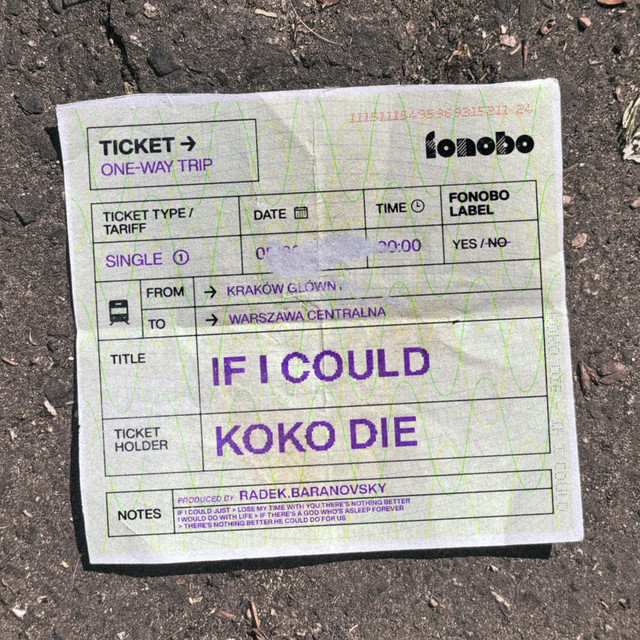 TICKET →
ONE-WAY TRIP
fonobo
TICKET TYPE /
TARIFF
DATE
TIME
FONOBO
LABEL
SINGLE 1
00:00
YES / NO
FROM → KRAKÓW GŁÓWNY
TO → WARSZAWA CENTRALNA
TITLE
IF I COULD
TICKET
HOLDER
KOKO DIE
NOTES
PRODUCED BY: RADEK.BARANOVSKY
IF I COULD JUST > LOSE MY TIME WITH YOU THERE'S NOTHING BETTER
I WOULD DO WITH LIFE > IF THERE'S A GOD WHO'S ASLEEP FOREVER
> THERE'S NOTHING BETTER HE COULD DO FOR US